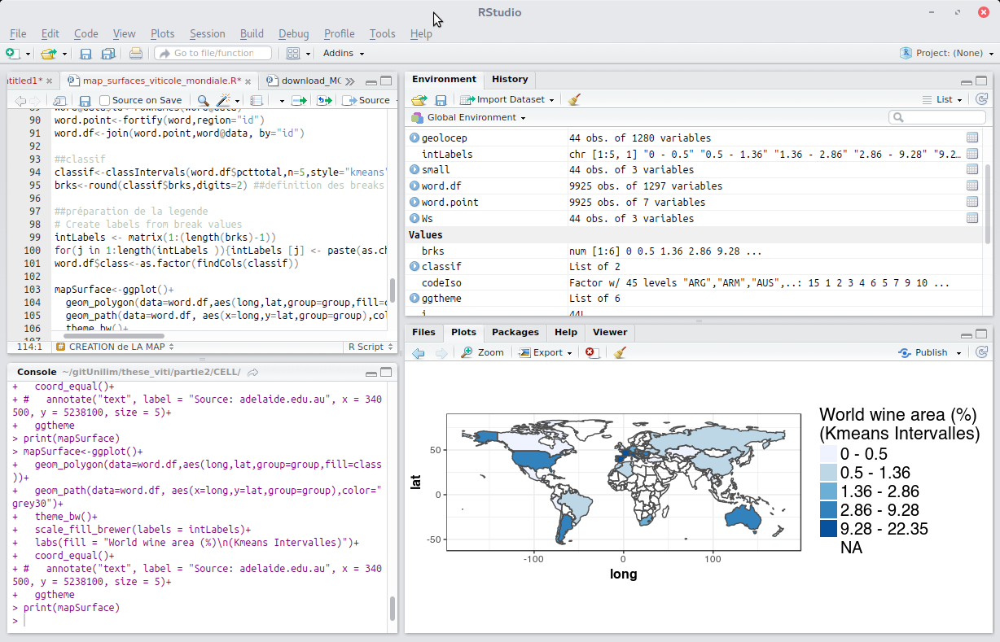 RStudio
File Edit Code View Plots Session Build Debug Profile Tools Help
Go to file/function Addins Project: (None)
ntitled1* map_surfaces_viticole_mondiale.R* download_MC
Source on Save Source
90 word.point<-fortify(word,region="id")
91 word.df<-join(word.point,word@data, by="id")
92
93 ##classif
94 classif<-classIntervals(word.df$pcttotal,n=5,style="kmeans"
95 brks<-round(classif$brks,digits=2) ##definition des breaks
96
97 ##préparation de la legende
98 # Create labels from break values
99 intLabels <- matrix(1:(length(brks)-1))
100 for(j in 1:length(intLabels )){intLabels [j] <- paste(as.ch
101 word.df$class<-as.factor(findCols(classif))
102
103 mapSurface<-ggplot()+
104 geom_polygon(data=word.df,aes(long,lat,group=group,fill=c
105 geom_path(data=word.df, aes(x=long,y=lat,group=group),col
106 theme_bw()+
107
114:1 # CREATION de LA MAP R Script
Console ~/gitUnilim/these_viti/partie2/CELL/
+ coord_equal()+
+ # annotate("text", label = "Source: adelaide.edu.au", x = 340
500, y = 5238100, size = 5)+
+ ggtheme
> print(mapSurface)
> mapSurface<-ggplot()+
+ geom_polygon(data=word.df,aes(long,lat,group=group,fill=class
))+
+ geom_path(data=word.df, aes(x=long,y=lat,group=group),color="
grey30")+
+ theme_bw()+
+ scale_fill_brewer(labels = intLabels)+
+ labs(fill = "World wine area (%)\n(Kmeans Intervalles)")+
+ coord_equal()+
+ # annotate("text", label = "Source: adelaide.edu.au", x = 340
500, y = 5238100, size = 5)+
+ ggtheme
> print(mapSurface)
>
Environment History
Import Dataset List
Global Environment
geolocep 44 obs. of 1280 variables
intLabels chr [1:5, 1] "0 - 0.5" "0.5 - 1.36" "1.36 - 2.86" "2.86 - 9.28" "9.2…
small 44 obs. of 3 variables
word.df 9925 obs. of 1297 variables
word.point 9925 obs. of 7 variables
Ws 44 obs. of 3 variables
Values
brks num [1:6] 0 0.5 1.36 2.86 9.28 ...
classif List of 2
codeIso Factor w/ 45 levels "ARG","ARM","AUS",..: 15 1 2 3 4 6 5 7 9 10 ...
ggtheme List of 6
i 44L
Files Plots Packages Help Viewer
Zoom Export Publish
World wine area (%)
(Kmeans Intervalles)
0 - 0.5
0.5 - 1.36
1.36 - 2.86
2.86 - 9.28
9.28 - 22.35
NA
lat
50
0
-50
-100 0 100
long